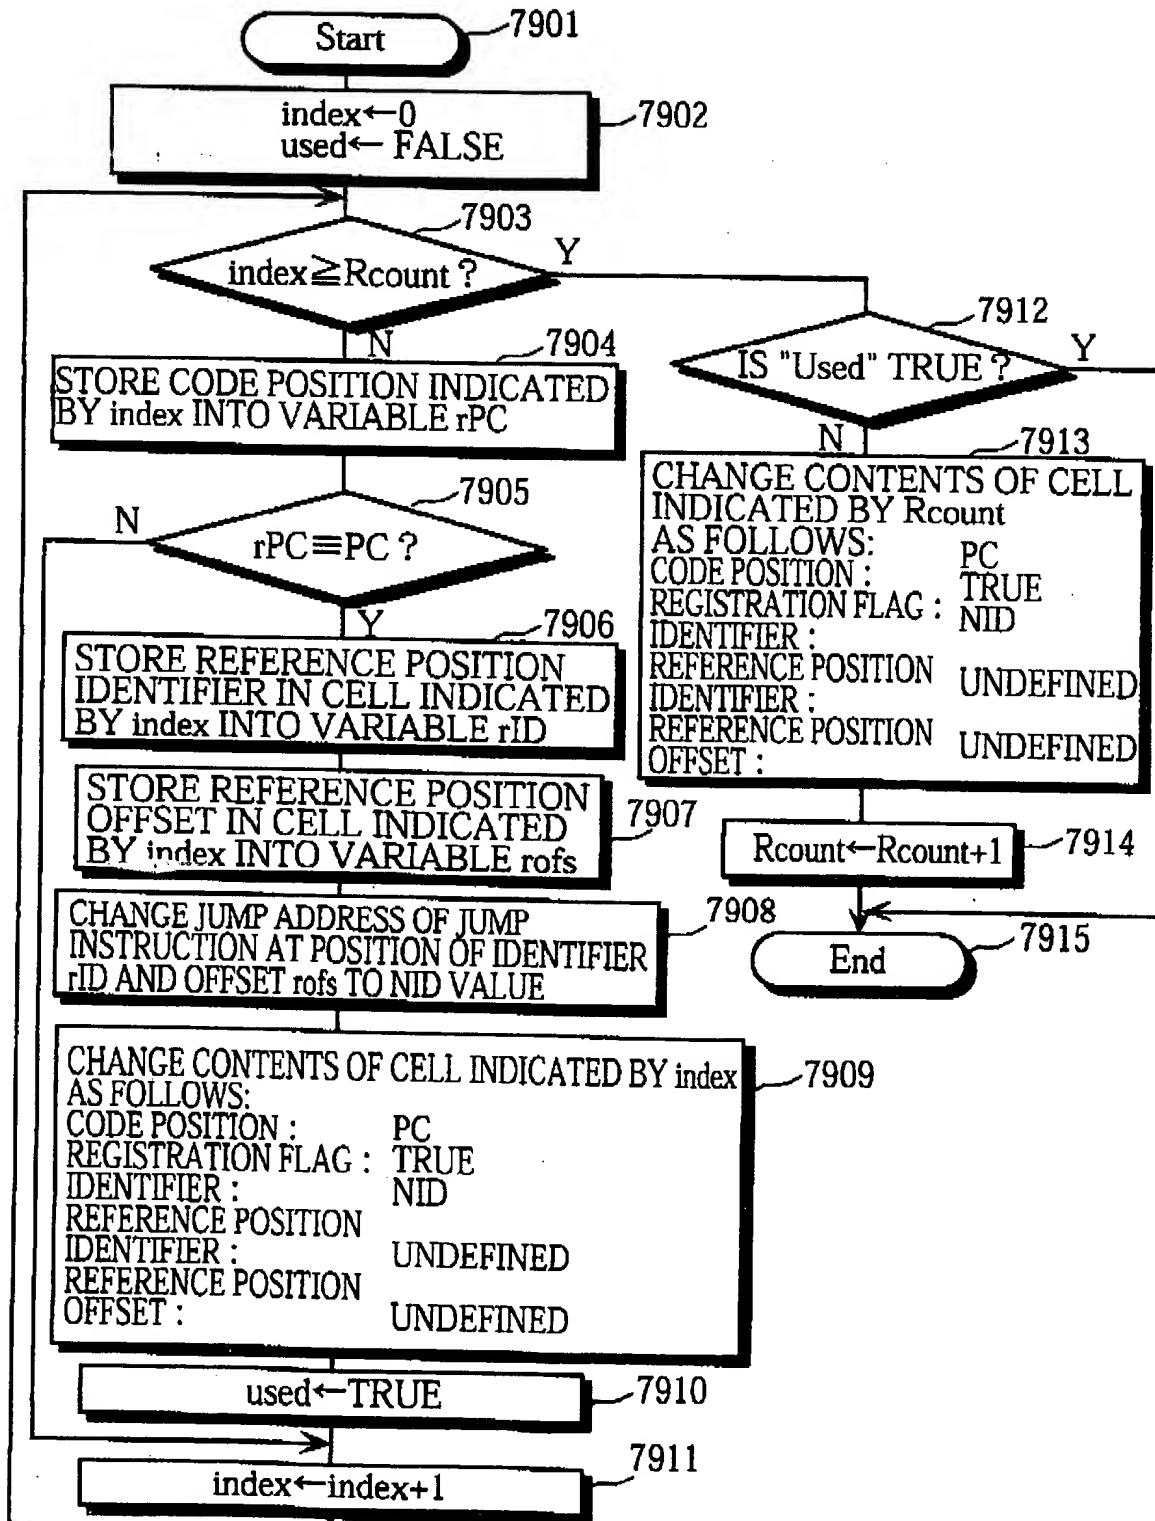 Start
7901
index←0
used← FALSE
7902
7903
index≧Rcount ?
Y
N
7904
STORE CODE POSITION INDICATED
BY index INTO VARIABLE rPC
7905
N
rPC≡PC ?
Y
7906
STORE REFERENCE POSITION
IDENTIFIER IN CELL INDICATED
BY index INTO VARIABLE rID
STORE REFERENCE POSITION
OFFSET IN CELL INDICATED
BY index INTO VARIABLE rofs
7907
CHANGE JUMP ADDRESS OF JUMP
INSTRUCTION AT POSITION OF IDENTIFIER
rID AND OFFSET rofs TO NID VALUE
7908
CHANGE CONTENTS OF CELL INDICATED BY index
AS FOLLOWS:
CODE POSITION : PC
REGISTRATION FLAG : TRUE
IDENTIFIER : NID
REFERENCE POSITION
IDENTIFIER : UNDEFINED
REFERENCE POSITION
OFFSET : UNDEFINED
7909
used←TRUE
7910
index←index+1
7911
7912
IS "Used" TRUE ?
Y
N
7913
CHANGE CONTENTS OF CELL
INDICATED BY Rcount
AS FOLLOWS:
CODE POSITION : PC
REGISTRATION FLAG : TRUE
IDENTIFIER : NID
REFERENCE POSITION
IDENTIFIER : UNDEFINED
REFERENCE POSITION
OFFSET : UNDEFINED
Rcount←Rcount+1
7914
End
7915